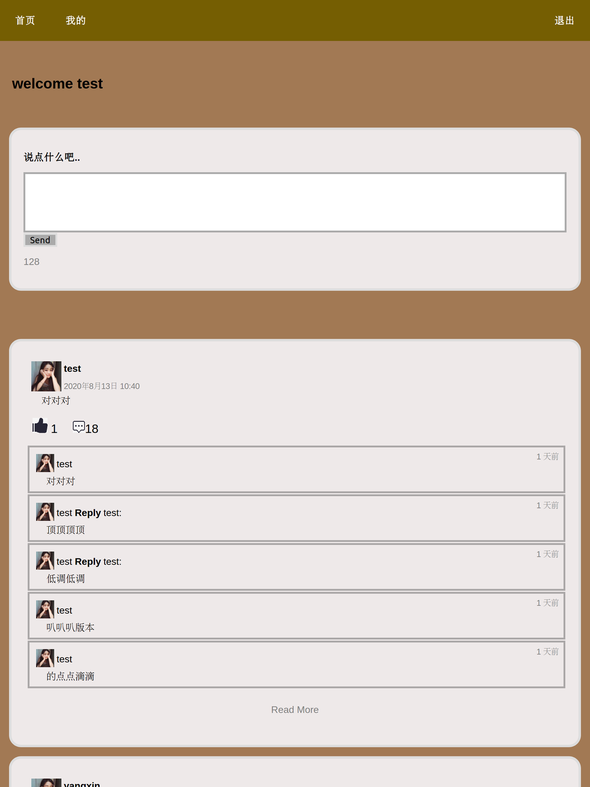 首页 我的 退出
welcome test
说点什么吧..
Send
128
test
2020年8月13日 10:40
对对对
1 18
test 1 天前
对对对
test Reply test: 1 天前
顶顶顶顶
test Reply test: 1 天前
低调低调
test 1 天前
叭叭叭版本
test 1 天前
的点点滴滴
Read More
yangxin